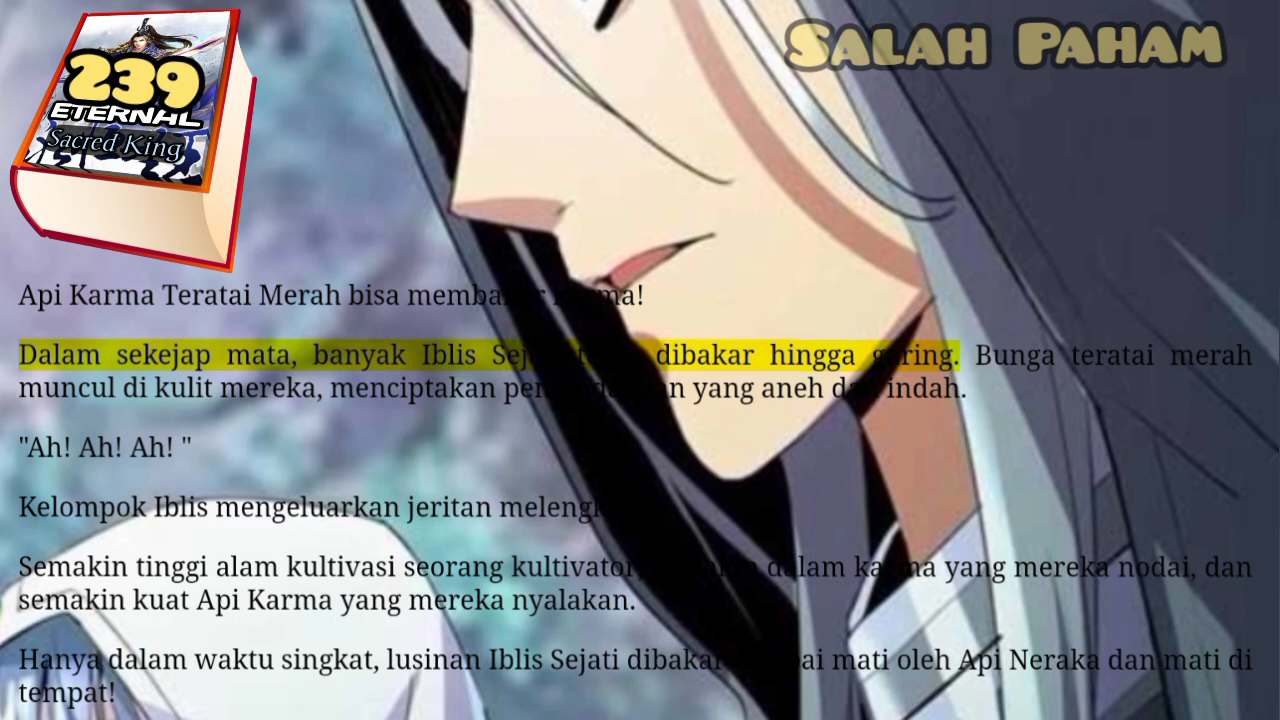 Salah Paham
239
ETERNAL
Sacred King
Api Karma Teratai Merah bisa membakar Karma!
Dalam sekejap mata, banyak Iblis Sejati dibakar hingga garing. Bunga teratai merah
muncul di kulit mereka, menciptakan pemandangan yang aneh dan indah.
"Ah! Ah! Ah! "
Kelompok Iblis mengeluarkan jeritan melengking
Semakin tinggi alam kultivasi seorang kultivator, dalam karma yang mereka nodai, dan
semakin kuat Api Karma yang mereka nyalakan.
Hanya dalam waktu singkat, lusinan Iblis Sejati dibakar sampai mati oleh Api Neraka dan mati di
tempat!